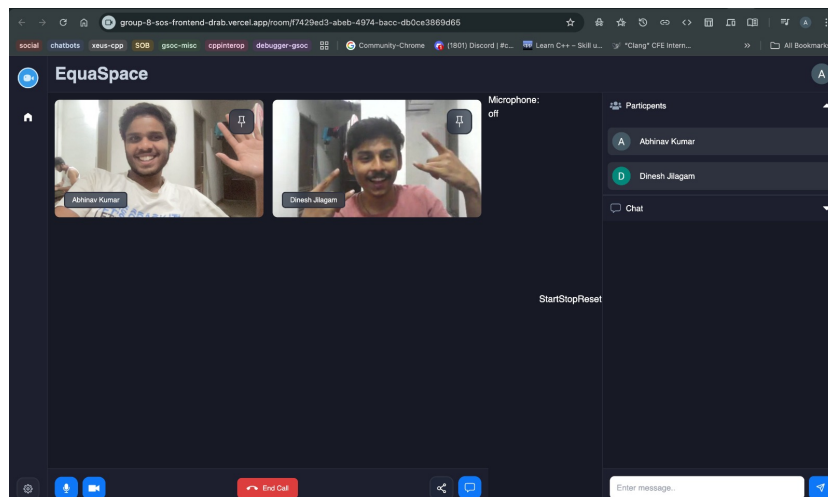 group-8-sos-frontend-drab.vercel.app/room/f7429ed3-abeb-4974-bacc-db0ce3869d65
A
social chatbots xeus-cpp SOB gsoc-misc cppinterop debugger-gsoc Community-Chrome (1801) Discord | #c... Learn C++ – Skill u... "Clang" CFE Intern... >> All Bookmarks
EquaSpace
A
Microphone:
off
Particpents
A Abhinav Kumar
D Dinesh Jilagam
Abhinav Kumar
Dinesh Jilagam
Chat
StartStopReset
End Call
Enter message..